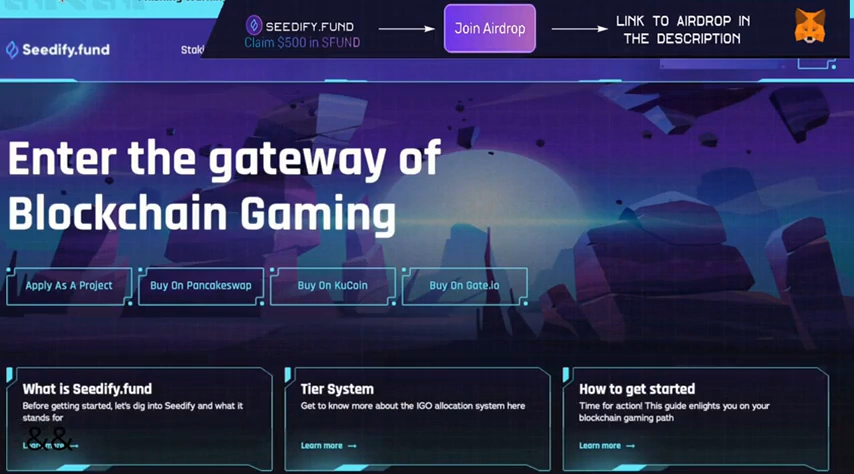 SEEDIFY.FUND
Claim $500 in SFUND
Join Airdrop
LINK TO AIRDROP IN
THE DESCRIPTION
Seedify.fund
Enter the gateway of
Blockchain Gaming
Apply As A Project
Buy On Pancakeswap
Buy On KuCoin
Buy On Gate.io
What is Seedify.fund
Before getting started, let's dig into Seedify and what it
stands for
&&
Learn more →
Tier System
Get to know more about the IGO allocation system here
Learn more →
How to get started
Time for action! This guide enlights you on your
blockchain gaming path
Learn more →